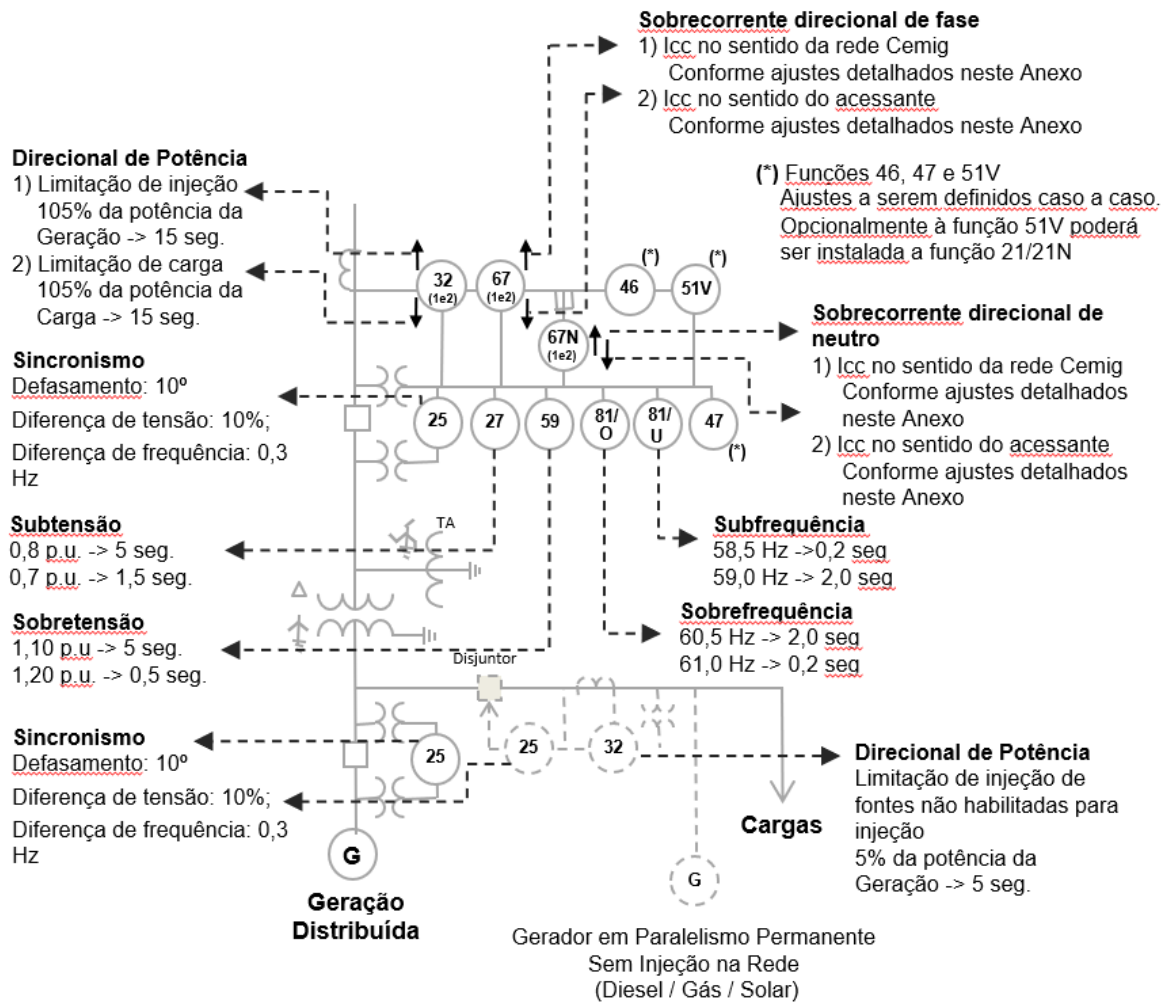 Sobrecorrente direcional de fase
1) Icc no sentido da rede Cemig
Conforme ajustes detalhados neste Anexo
2) Icc no sentido do acessante
Conforme ajustes detalhados neste Anexo
Direcional de Potência
1) Limitação de injeção
105% da potência da
Geração -> 15 seg.
2) Limitação de carga
105% da potência da
Carga -> 15 seg.
(*) Funções 46, 47 e 51V
Ajustes a serem definidos caso a caso.
Opcionalmente à função 51V poderá
ser instalada a função 21/21N
32
(1e2)
67
(1e2)
46
(*)
51V
(*)
67N
(1e2)
Sobrecorrente direcional de
neutro
1) Icc no sentido da rede Cemig
Conforme ajustes detalhados
neste Anexo
2) Icc no sentido do acessante
Conforme ajustes detalhados
neste Anexo
Sincronismo
Defasamento: 10º
Diferença de tensão: 10%;
Diferença de frequência: 0,3
Hz
25
27
59
81/
O
81/
U
47
(*)
Subtensão
0,8 p.u. -> 5 seg.
0,7 p.u. -> 1,5 seg.
TA
Subfrequência
58,5 Hz ->0,2 seg
59,0 Hz -> 2,0 seg
Sobretensão
1,10 p.u -> 5 seg.
1,20 p.u. -> 0,5 seg.
Sobrefrequência
60,5 Hz -> 2,0 seg
61,0 Hz -> 0,2 seg
Disjuntor
Sincronismo
Defasamento: 10º
Diferença de tensão: 10%;
Diferença de frequência: 0,3
Hz
25
25
32
Direcional de Potência
Limitação de injeção de
fontes não habilitadas para
injeção
5% da potência da
Geração -> 5 seg.
Cargas
G
Geração
Distribuída
G
Gerador em Paralelismo Permanente
Sem Injeção na Rede
(Diesel / Gás / Solar)